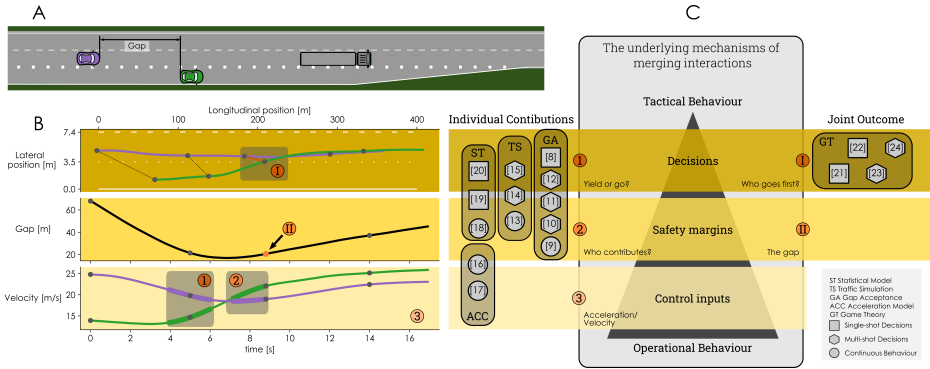 A
Gap
Longitudinal position [m]
0
100
200
300
400
B
7.4
3.5
0.0
Lateral
position [m]
I
60
40
20
Gap [m]
II
25
20
15
Velocity [m/s]
1
2
3
0
2
4
6
8
10
12
14
16
time [s]
C
The underlying mechanisms of
merging interactions
Tactical Behaviour
Individual Contibutions
Joint Outcome
ST
[20]
[19]
[18]
TS
[15]
[14]
[13]
GA
[8]
[12]
[11]
[10]
[9]
[16]
[17]
ACC
1
Decisions
I
Yield or go?
Who goes first?
GT
[22]
[24]
[21]
[23]
2
Safety margins
II
Who contributes?
The gap
3
Control inputs
Acceleration/
Velocity
Operational Behaviour
ST Statistical Model
TS Traffic Simulation
GA Gap Acceptance
ACC Acceleration Model
GT Game Theory
Single-shot Decisions
Multi-shot Decisions
Continuous Behaviour